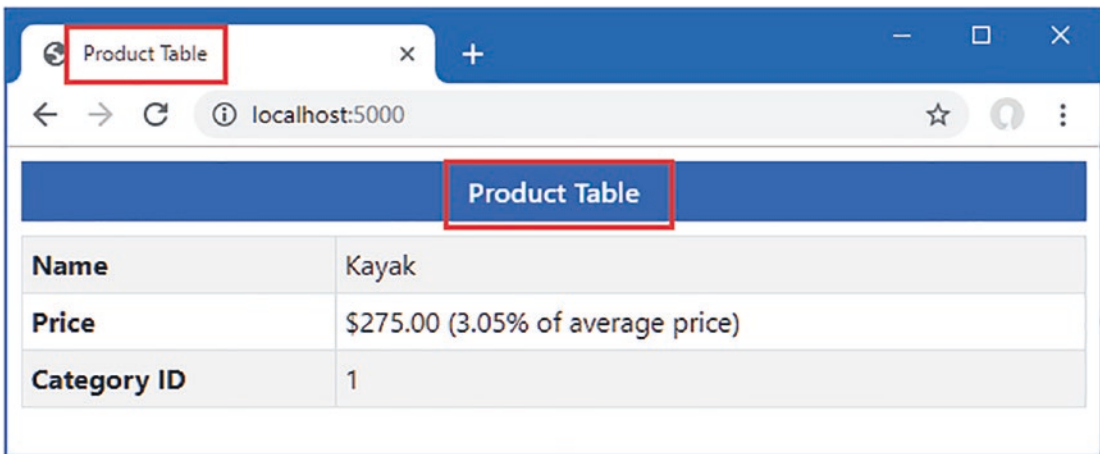 Product Table
localhost:5000
Product Table
Name Kayak
Price $275.00 (3.05% of average price)
Category ID 1